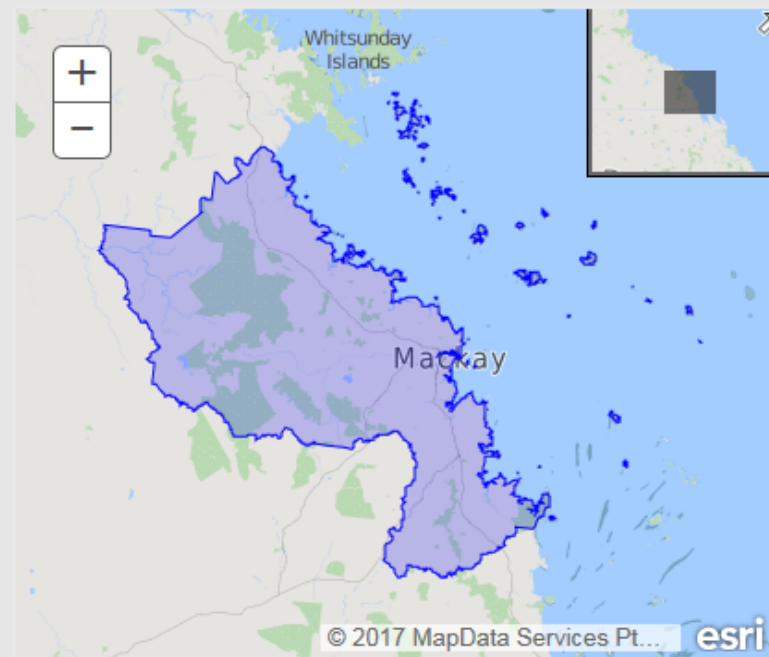 Whitsunday
Islands
+
−
Mackay
© 2017 MapData Services Pt...
esri